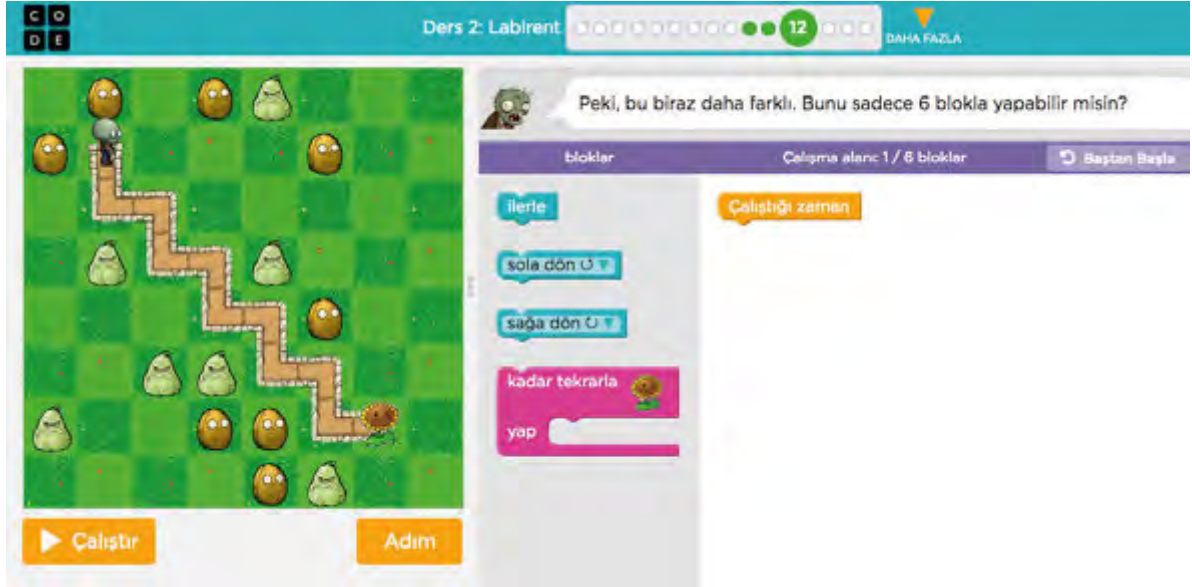 C O
D E
Ders 2: Labirent
12
DAHA FAZLA
Peki, bu biraz daha farklı. Bunu sadece 6 blokla yapabilir misin?
bloklar
Çalışma alanı: 1 / 6 bloklar
Baştan Başla
ilerle
Çalıştığı zaman
sola dön
sağa dön
kadar tekrarla
yap
Çalıştır
Adım